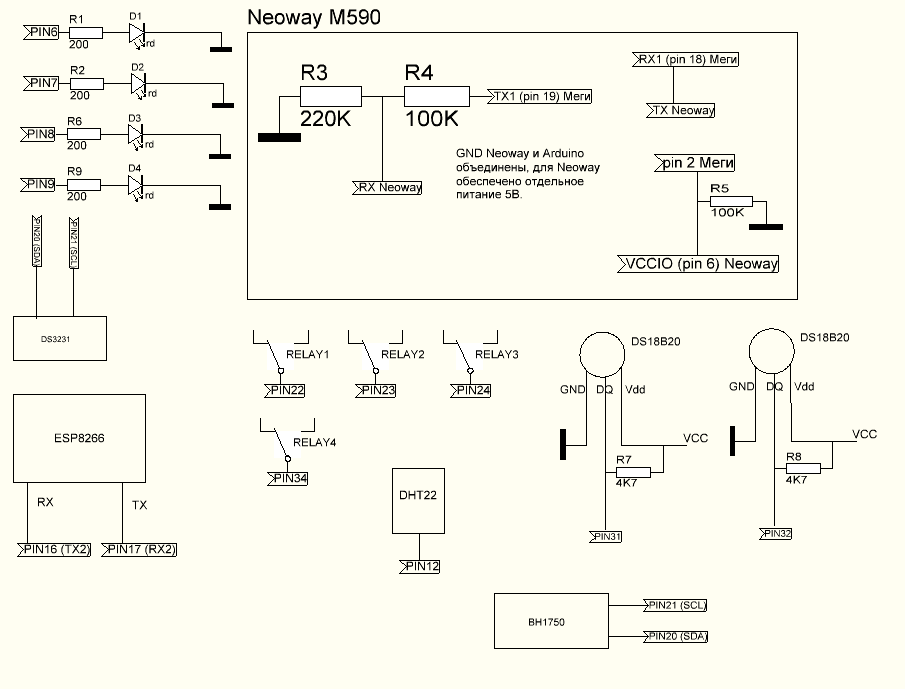 Neoway M590
PIN6
R1
200
D1
rd
PIN7
R2
200
D2
rd
PIN8
R6
200
D3
rd
PIN9
R9
200
D4
rd
R3
220K
R4
100K
TX1 (pin 19) Меги
RX Neoway
GND Neoway и Arduino
объединены, для Neoway
обеспечено отдельное
питание 5В.
RX1 (pin 18) Меги
TX Neoway
pin 2 Меги
R5
100K
VCCIO (pin 6) Neoway
PIN20 (SDA)
PIN21 (SCL)
DS3231
RELAY1
PIN22
RELAY2
PIN23
RELAY3
PIN24
RELAY4
PIN34
DS18B20
GND DQ Vdd
VCC
R7
4K7
PIN31
DS18B20
GND DQ Vdd
VCC
R8
4K7
PIN32
ESP8266
RX
TX
PIN16 (TX2)
PIN17 (RX2)
DHT22
PIN12
BH1750
PIN21 (SCL)
PIN20 (SDA)